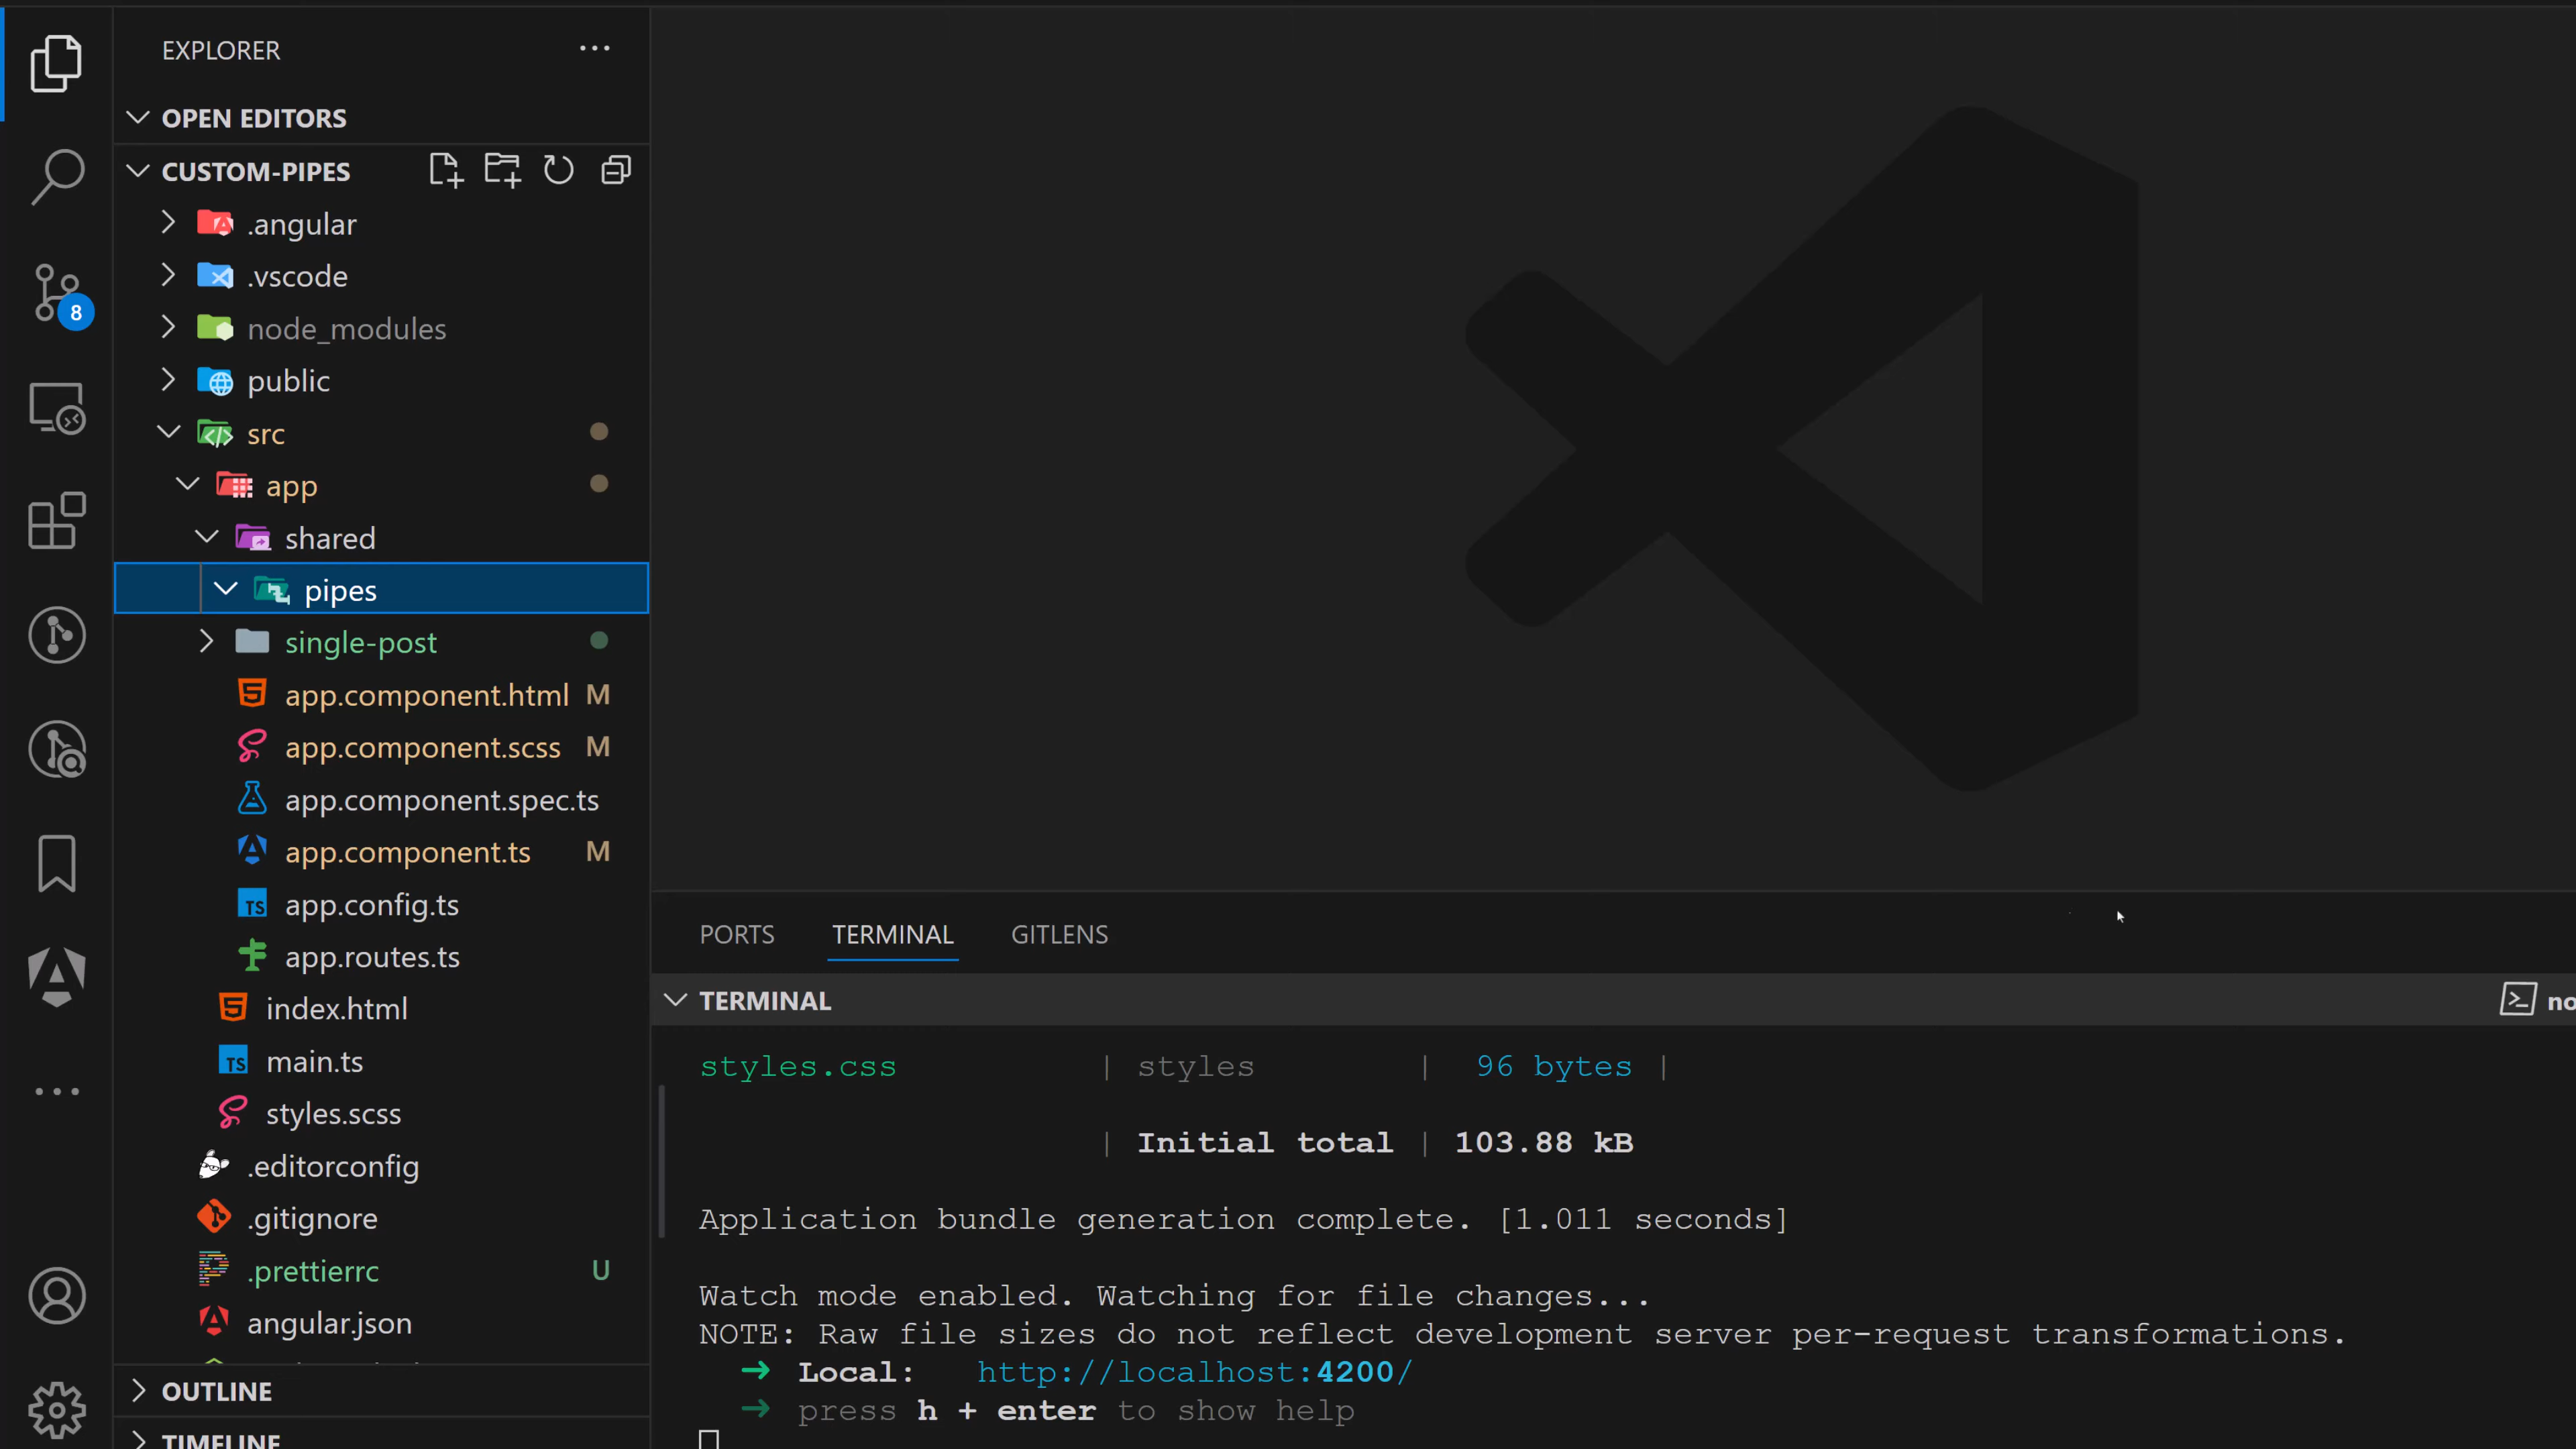 EXPLORER
OPEN EDITORS
CUSTOM-PIPES
.angular
.vscode
8
node_modules
public
src
app
shared
pipes
single-post
app.component.html M
app.component.scss M
app.component.spec.ts
app.component.ts M
TS app.config.ts
app.routes.ts
index.html
TS main.ts
styles.scss
.editorconfig
.gitignore
.prettierrc U
angular.json
OUTLINE
TIMELINE
PORTS TERMINAL GITLENS
TERMINAL
no
styles.css | styles | 96 bytes |
| Initial total | 103.88 kB
Application bundle generation complete. [1.011 seconds]
Watch mode enabled. Watching for file changes...
NOTE: Raw file sizes do not reflect development server per-request transformations.
➜ Local: http://localhost:4200/
➜ press h + enter to show help